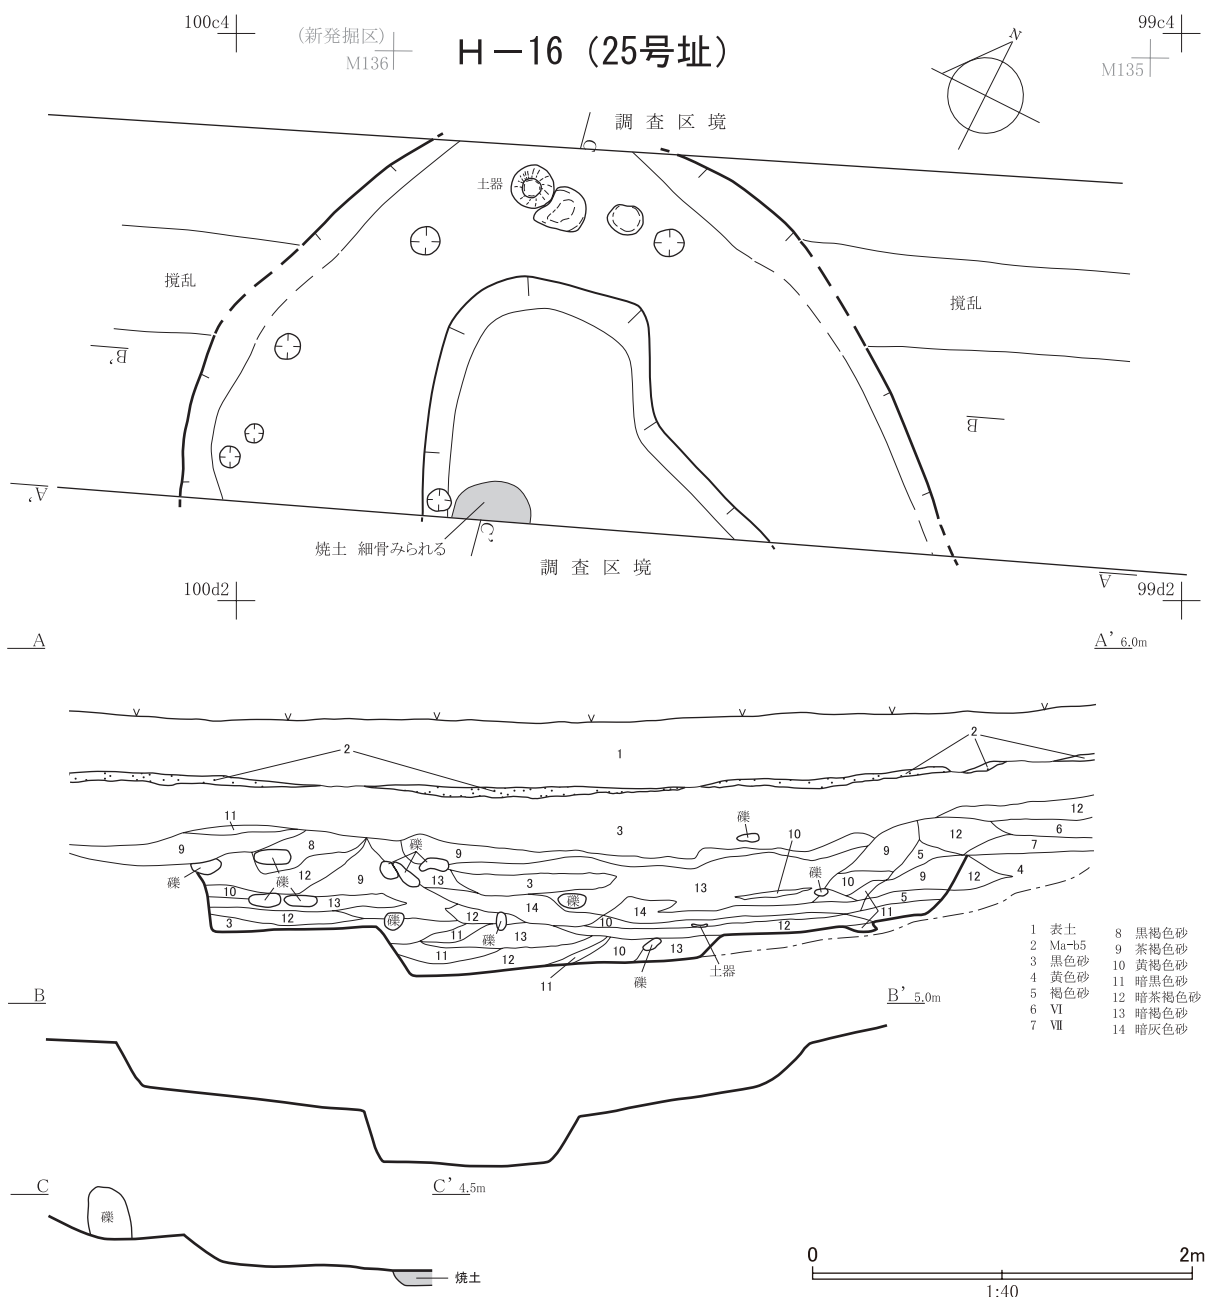 100c4
(新発掘区)
M136
H－16（25号址）
N
99c4
M135
調査区境
C
土器
撹乱
撹乱
B'
B
A'
C'
焼土 細骨みられる
調査区境
A
100d2
99d2
A
A' 6.0m
2
1
2
11
9
8
12
礫
礫
9
礫
9
13
3
3
礫
10
13
礫
10
9
5
12
12
6
7
9
12
4
5
11
10
礫
13
3
12
礫
12
礫
14
礫
14
10
12
11
13
11
12
11
10
13
礫
土器
1 表土
2 Ma-b5
3 黒色砂
4 黄色砂
5 褐色砂
6 Ⅵ
7 Ⅶ
8 黒褐色砂
9 茶褐色砂
10 黄褐色砂
11 暗黒色砂
12 暗茶褐色砂
13 暗褐色砂
14 暗灰色砂
B
B' 5.0m
C
C' 4.5m
礫
焼土
0
2m
1:40